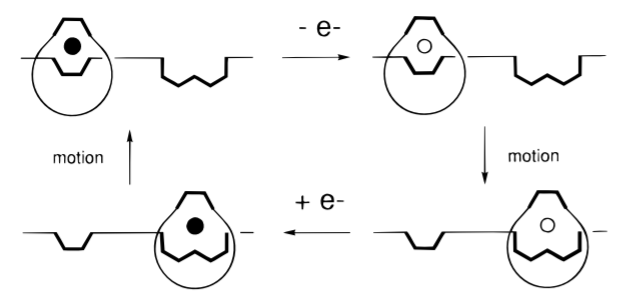 - e-
motion
motion
+ e-